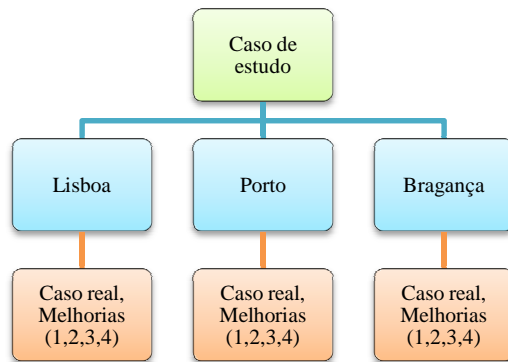 Caso de
estudo
Lisboa
Porto
Bragança
Caso real,
Melhorias
(1,2,3,4)
Caso real,
Melhorias
(1,2,3,4)
Caso real,
Melhorias
(1,2,3,4)